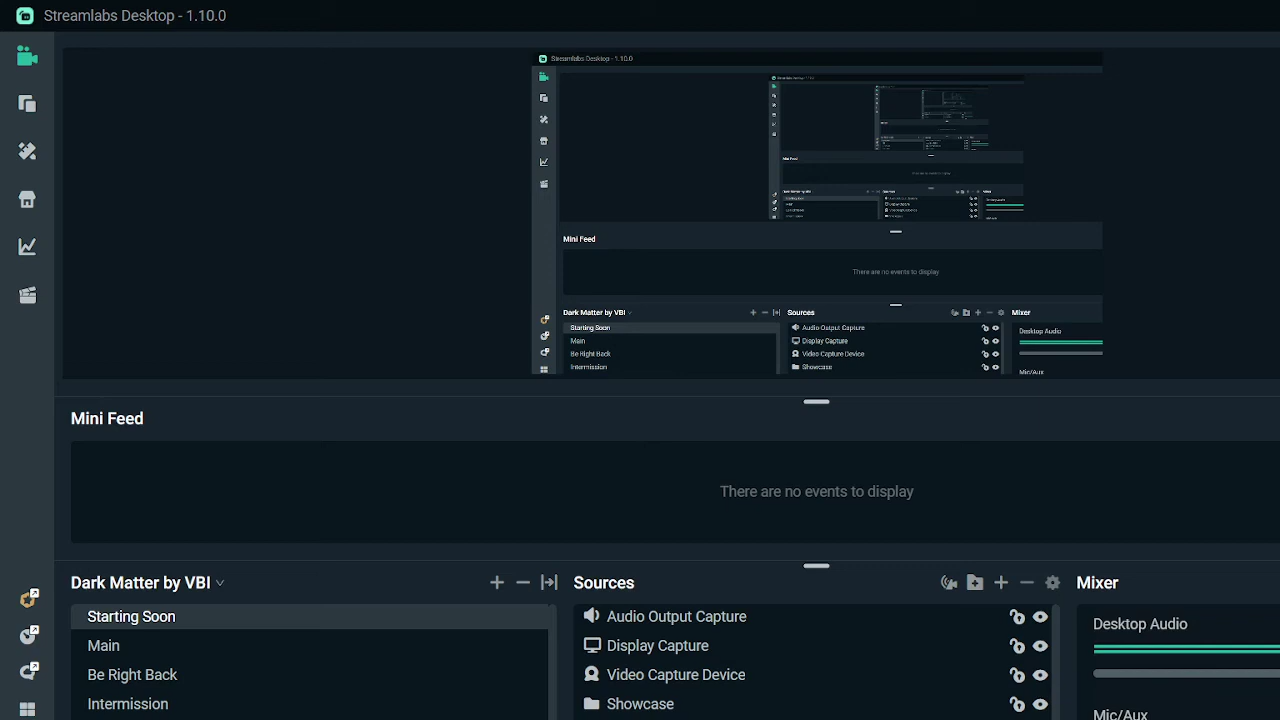 Streamlabs Desktop - 1.10.0
Streamlabs Desktop - 1.10.0
Mini Feed
Mini Feed
There are no events to display
Dark Matter by VBI
Sources
Mixer
Starting Soon
Audio Output Capture
Desktop Audio
Main
Display Capture
Be Right Back
Video Capture Device
Intermission
Showcase
Mic/Aux
Mini Feed
There are no events to display
Dark Matter by VBI
Sources
Mixer
Starting Soon
Audio Output Capture
Desktop Audio
Main
Display Capture
Be Right Back
Video Capture Device
Intermission
Showcase
Mic/Aux